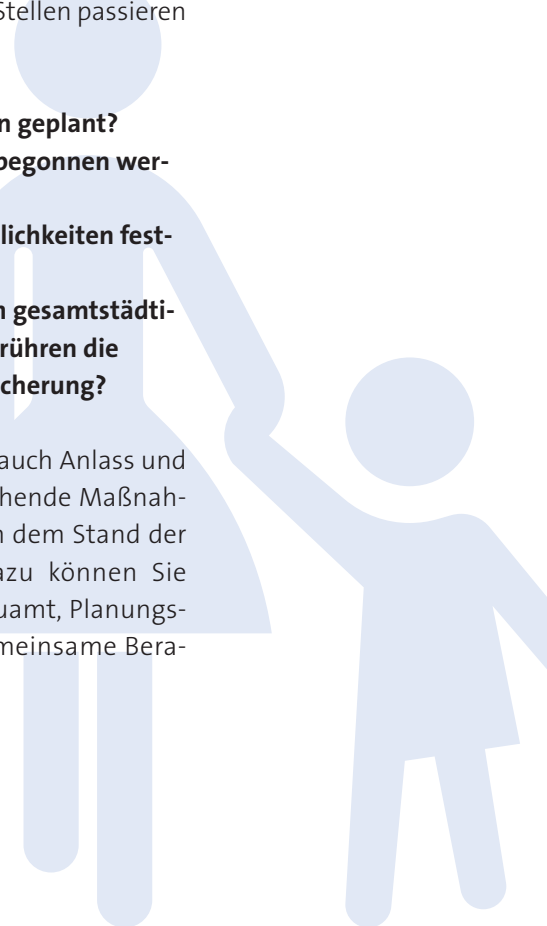 Stellen passieren
n geplant?
begonnen wer-
lichkeiten fest-
n gesamtstädti-
rühren die
cherung?
auch Anlass und
hende Maßnah-
dem Stand der
azu können Sie
uamt, Planungs-
meinsame Bera-